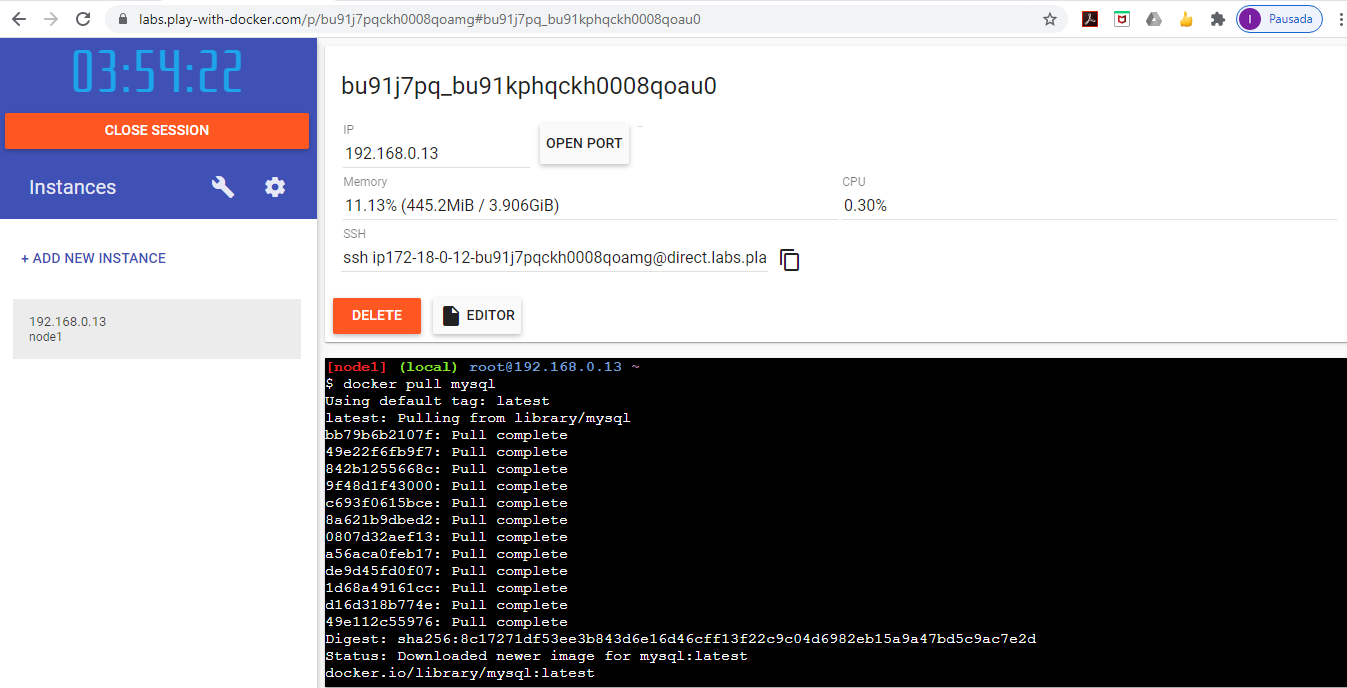 labs.play-with-docker.com/p/bu91j7pqckh0008qoamg#bu91j7pq_bu91kphqckh0008qoau0
I Pausada
03:54:22
CLOSE SESSION
Instances
+ ADD NEW INSTANCE
192.168.0.13
node1
bu91j7pq_bu91kphqckh0008qoau0
IP
192.168.0.13
OPEN PORT
Memory
11.13% (445.2MiB / 3.906GiB)
CPU
0.30%
SSH
ssh ip172-18-0-12-bu91j7pqckh0008qoamg@direct.labs.pla
DELETE
EDITOR
[node1] (local) root@192.168.0.13 ~
$ docker pull mysql
Using default tag: latest
latest: Pulling from library/mysql
bb79b6b2107f: Pull complete
49e22f6fb9f7: Pull complete
842b1255668c: Pull complete
9f48d1f43000: Pull complete
c693f0615bce: Pull complete
8a621b9dbed2: Pull complete
0807d32aef13: Pull complete
a56aca0feb17: Pull complete
de9d45fd0f07: Pull complete
1d68a49161cc: Pull complete
d16d318b774e: Pull complete
49e112c55976: Pull complete
Digest: sha256:8c17271df53ee3b843d6e16d46cff13f22c9c04d6982eb15a9a47bd5c9ac7e2d
Status: Downloaded newer image for mysql:latest
docker.io/library/mysql:latest